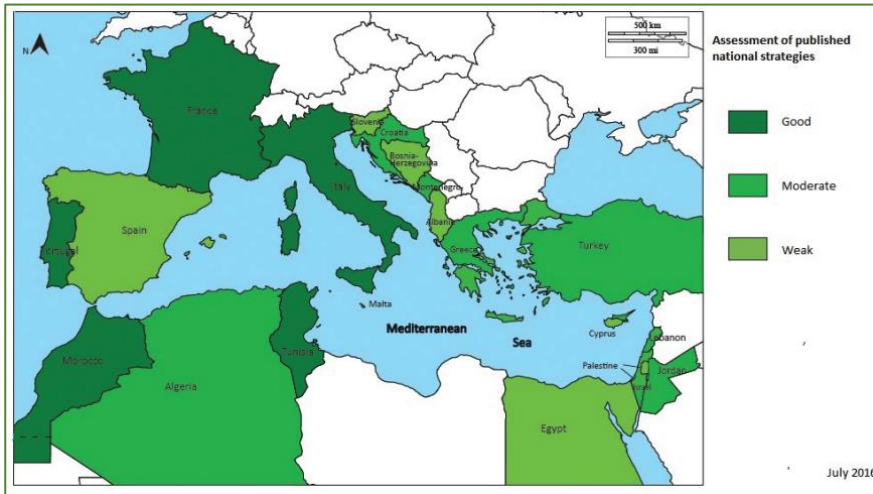 N
500 km
300 mi
Assessment of published
national strategies
Good
Moderate
Weak
France
Slovenia
Croatia
Bosnia-
Herzegovina
Italy
Montenegro
Albania
Portugal
Spain
Greece
Turkey
Malta
Mediterranean
Sea
Cyprus
Lebanon
Palestine
Israel
Jordan
Morocco
Algeria
Tunisia
Egypt
July 2016